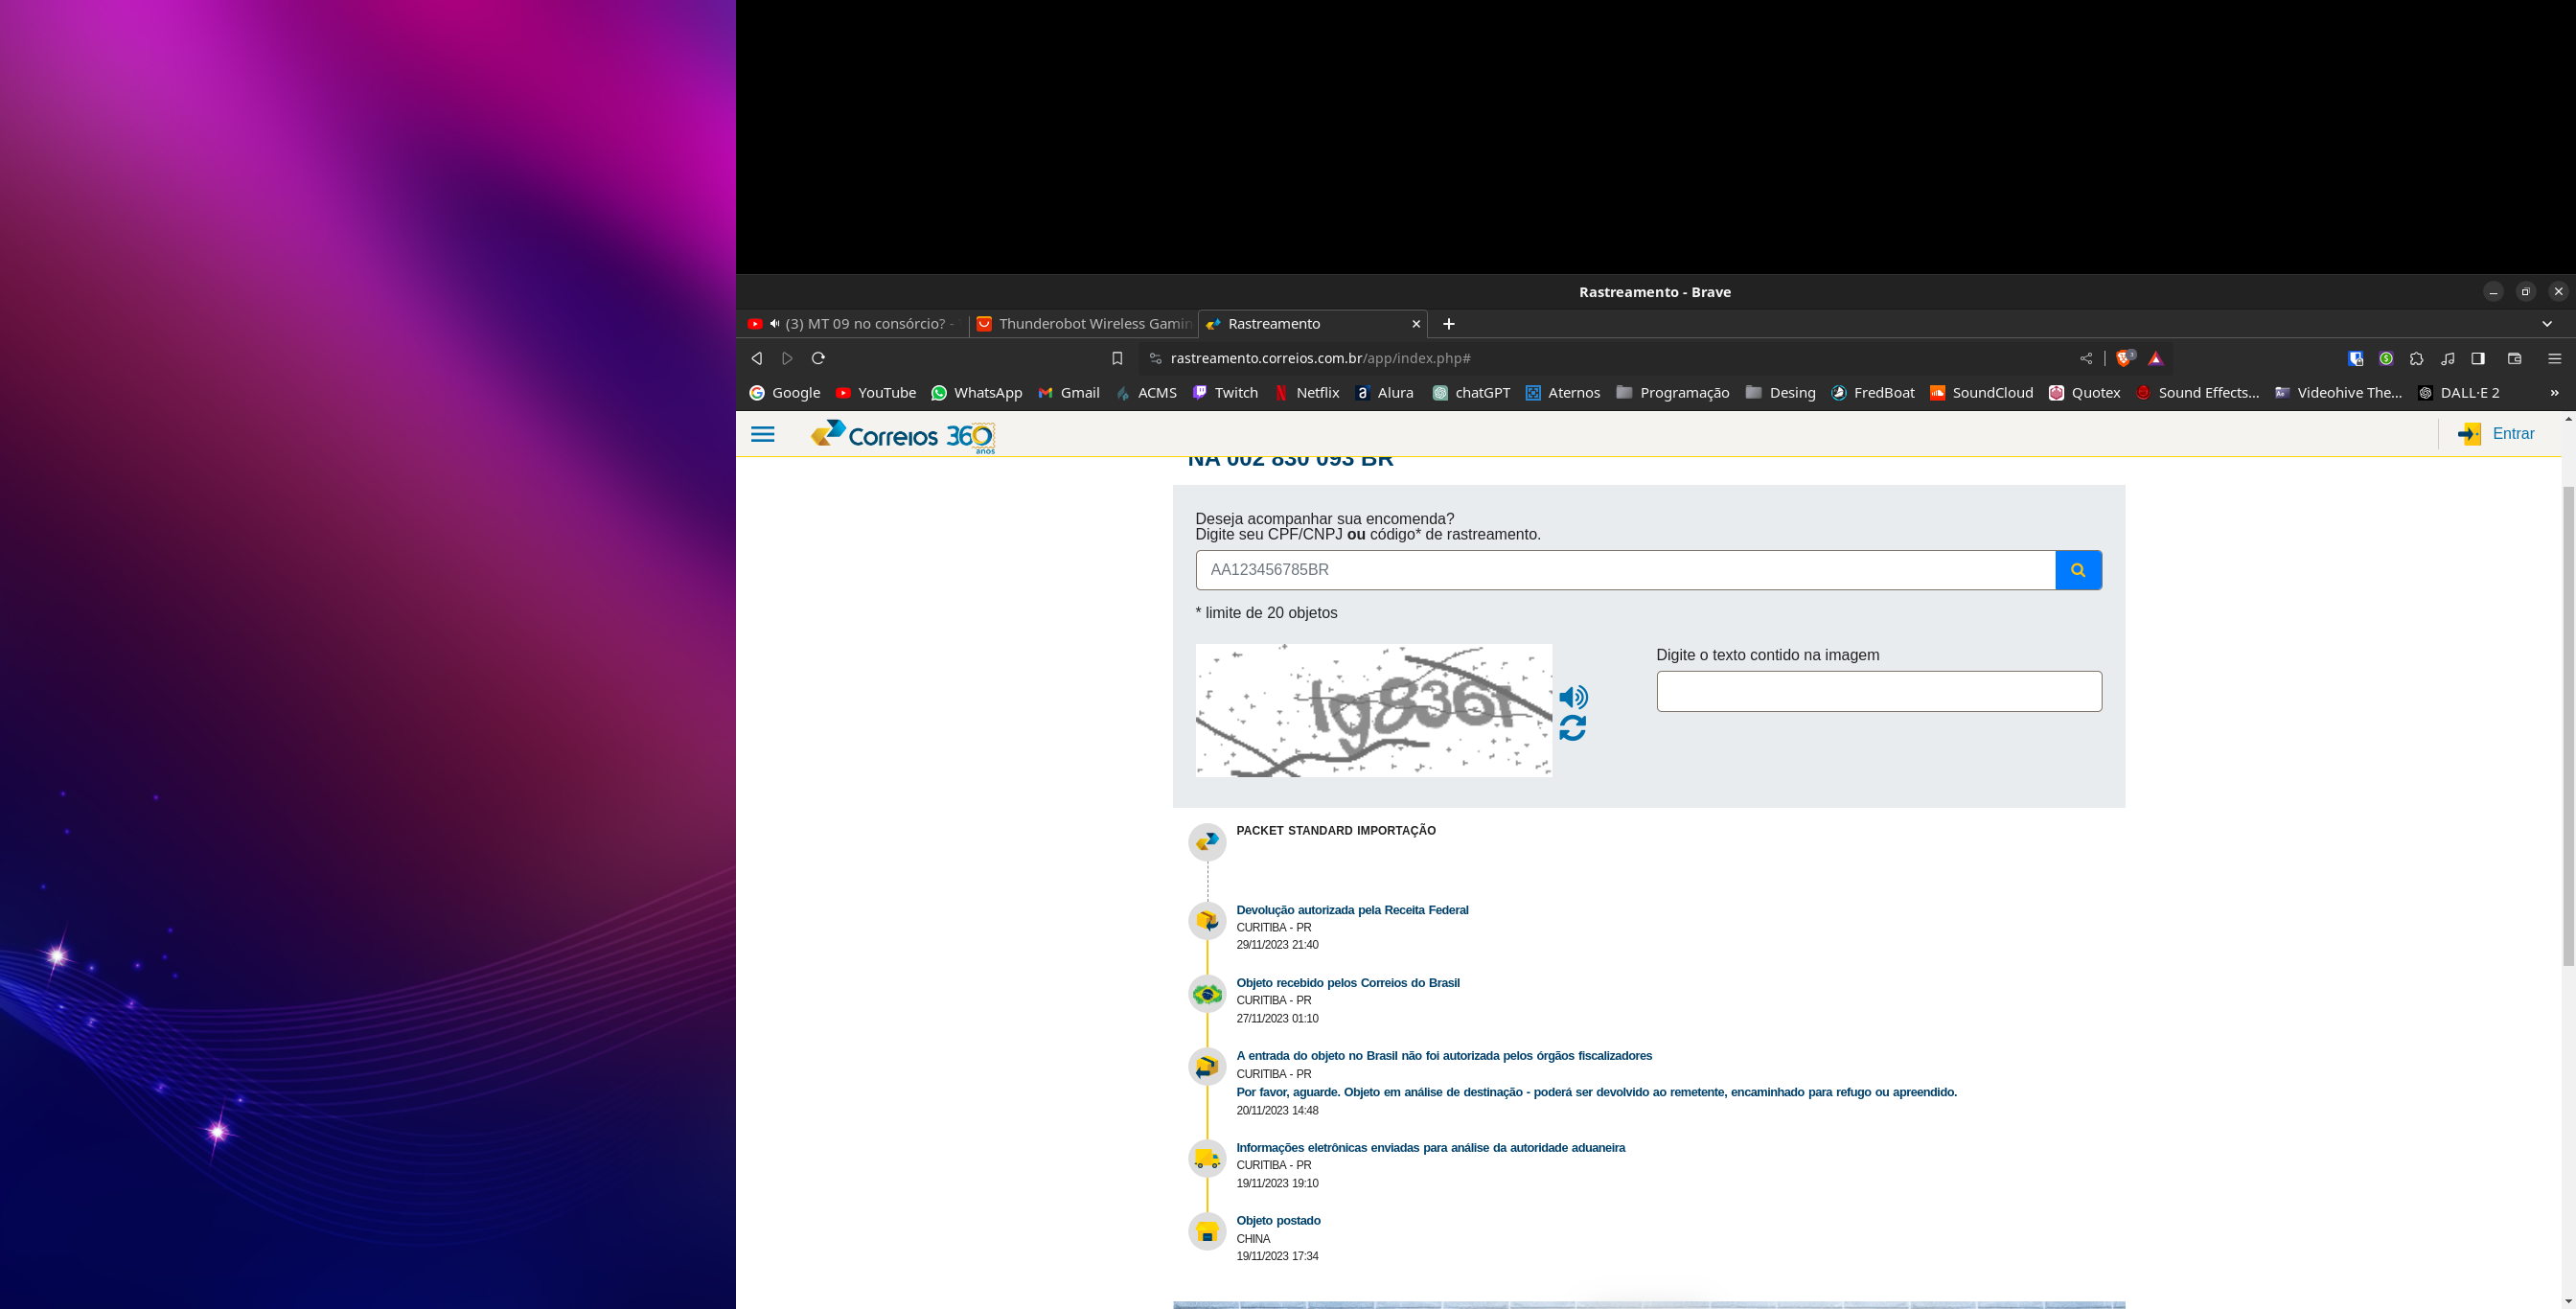 Rastreamento - Brave
(3) MT 09 no consórcio? -
Thunderobot Wireless Gamin
Rastreamento
rastreamento.correios.com.br/app/index.php#
Google YouTube WhatsApp Gmail ACMS Twitch Netflix Alura chatGPT Aternos Programação Desing FredBoat SoundCloud Quotex Sound Effects... Videohive The... DALL·E 2 »
Correios 360 anos
Entrar
NA 002 830 093 BR
Deseja acompanhar sua encomenda?
Digite seu CPF/CNPJ ou código* de rastreamento.
AA123456785BR
* limite de 20 objetos
Digite o texto contido na imagem
PACKET STANDARD IMPORTAÇÃO
Devolução autorizada pela Receita Federal
CURITIBA - PR
29/11/2023 21:40
Objeto recebido pelos Correios do Brasil
CURITIBA - PR
27/11/2023 01:10
A entrada do objeto no Brasil não foi autorizada pelos órgãos fiscalizadores
CURITIBA - PR
Por favor, aguarde. Objeto em análise de destinação - poderá ser devolvido ao remetente, encaminhado para refugo ou apreendido.
20/11/2023 14:48
Informações eletrônicas enviadas para análise da autoridade aduaneira
CURITIBA - PR
19/11/2023 19:10
Objeto postado
CHINA
19/11/2023 17:34